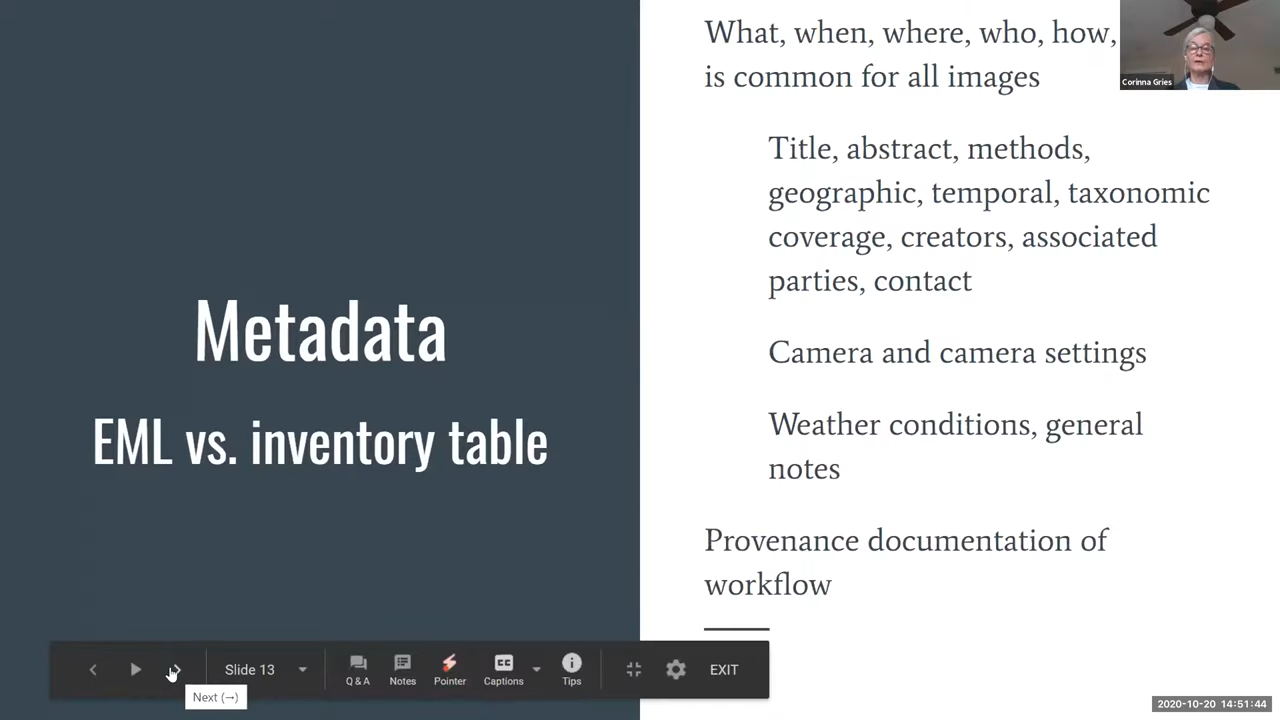 What, when, where, who, how,
is common for all images
Corinna Gries
Title, abstract, methods,
geographic, temporal, taxonomic
coverage, creators, associated
parties, contact
Metadata
EML vs. inventory table
Camera and camera settings
Weather conditions, general
notes
Provenance documentation of
workflow
Slide 13
Q & A
Notes
Pointer
CC
Captions
Tips
EXIT
Next (→)
2020-10-20 14:51:44